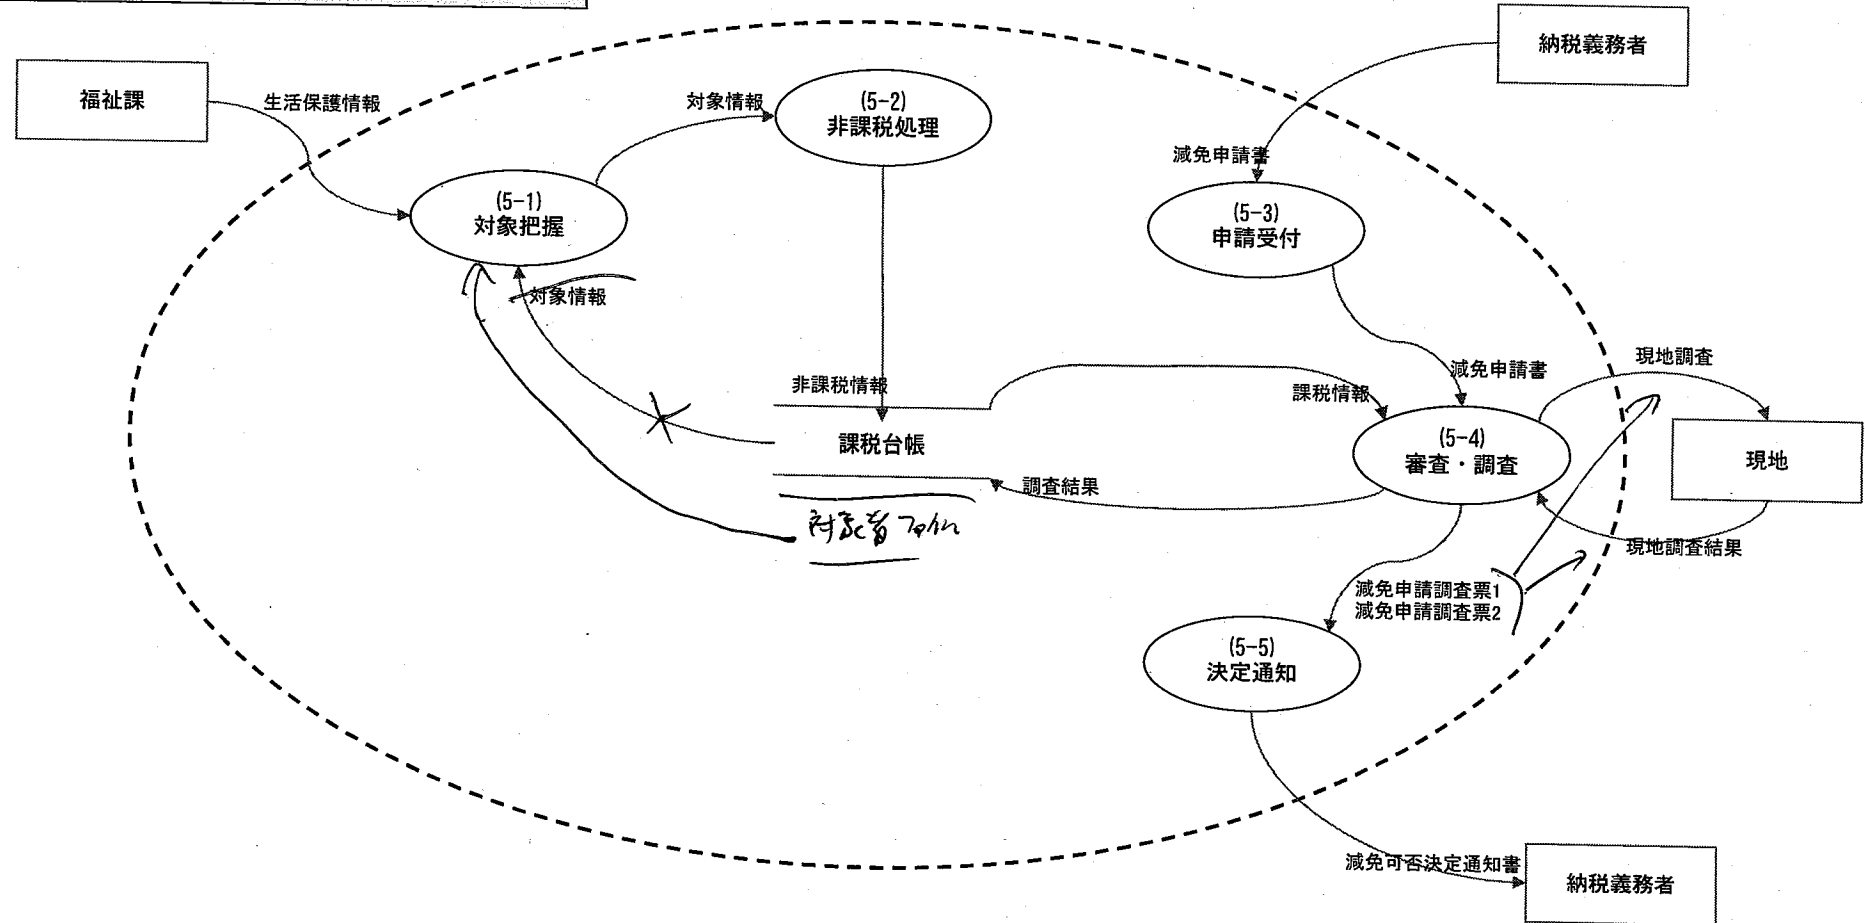 納税義務者
福祉課
生活保護情報
対象情報
(5-2)
非課税処理
減免申請書
(5-1)
対象把握
(5-3)
申請受付
対象情報
現地調査
減免申請書
非課税情報
課税情報
課税台帳
(5-4)
審査・調査
現地
調査結果
対象者ファイル
現地調査結果
減免申請調査票1
減免申請調査票2
(5-5)
決定通知
減免可否決定通知書
納税義務者